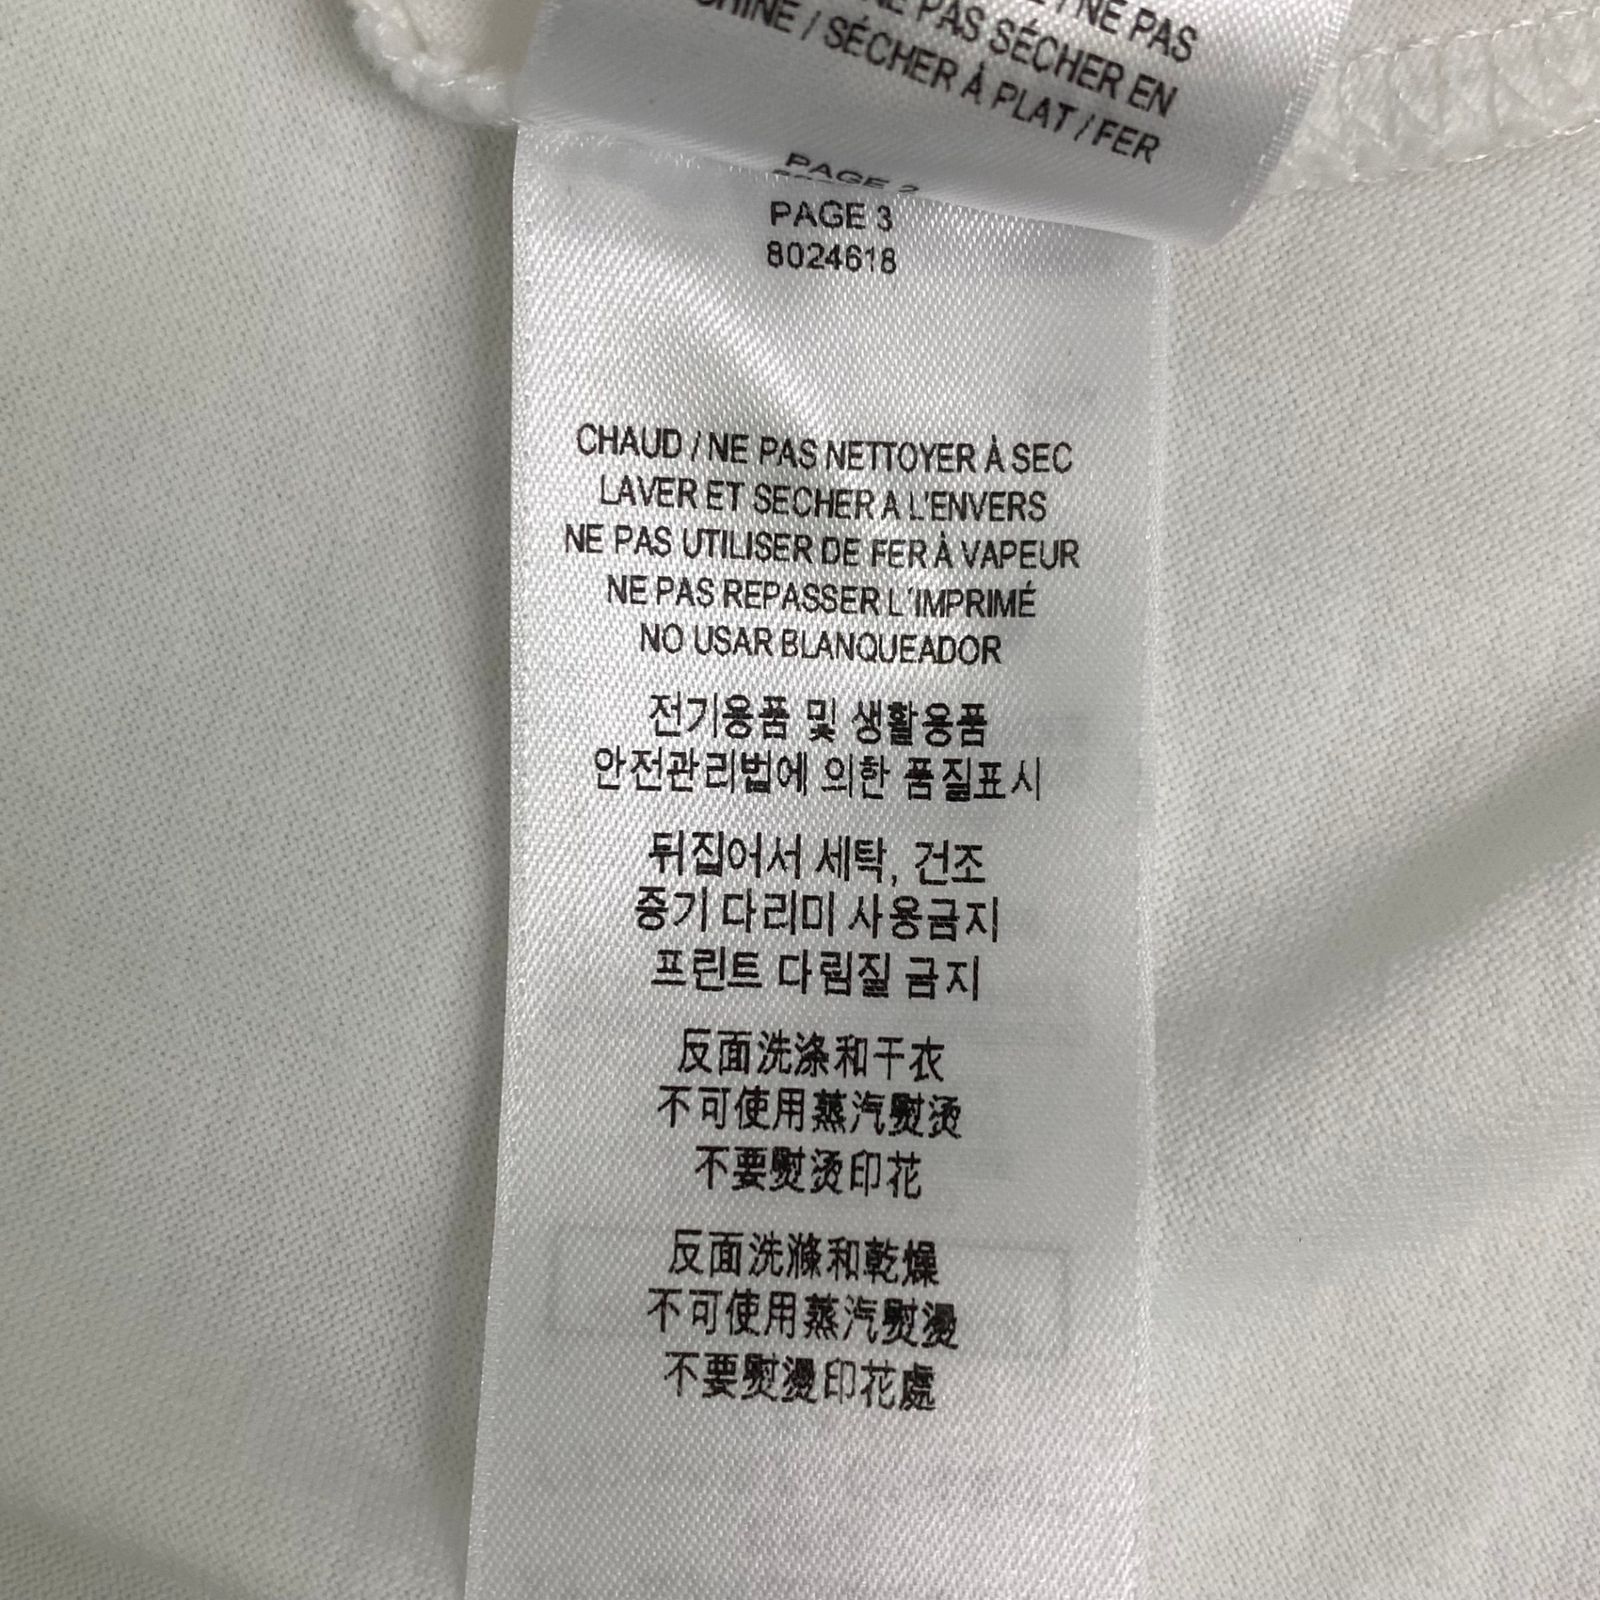 / NE PAS
NE PAS SÉCHER EN
/ SÉCHER À PLAT / FER
PAGE 2
PAGE 3
8024618
CHAUD / NE PAS NETTOYER À SEC
LAVER ET SECHER A L'ENVERS
NE PAS UTILISER DE FER À VAPEUR
NE PAS REPASSER L´IMPRIMÉ
NO USAR BLANQUEADOR
전기용품 및 생활용품
안전관리법에 의한 품질표시
뒤집어서 세탁, 건조
증기 다리미 사용금지
프린트 다림질 금지
反面洗涤和干衣
不可使用蒸汽熨烫
不要熨烫印花
反面洗滌和乾燥
不可使用蒸汽熨燙
不要熨燙印花處